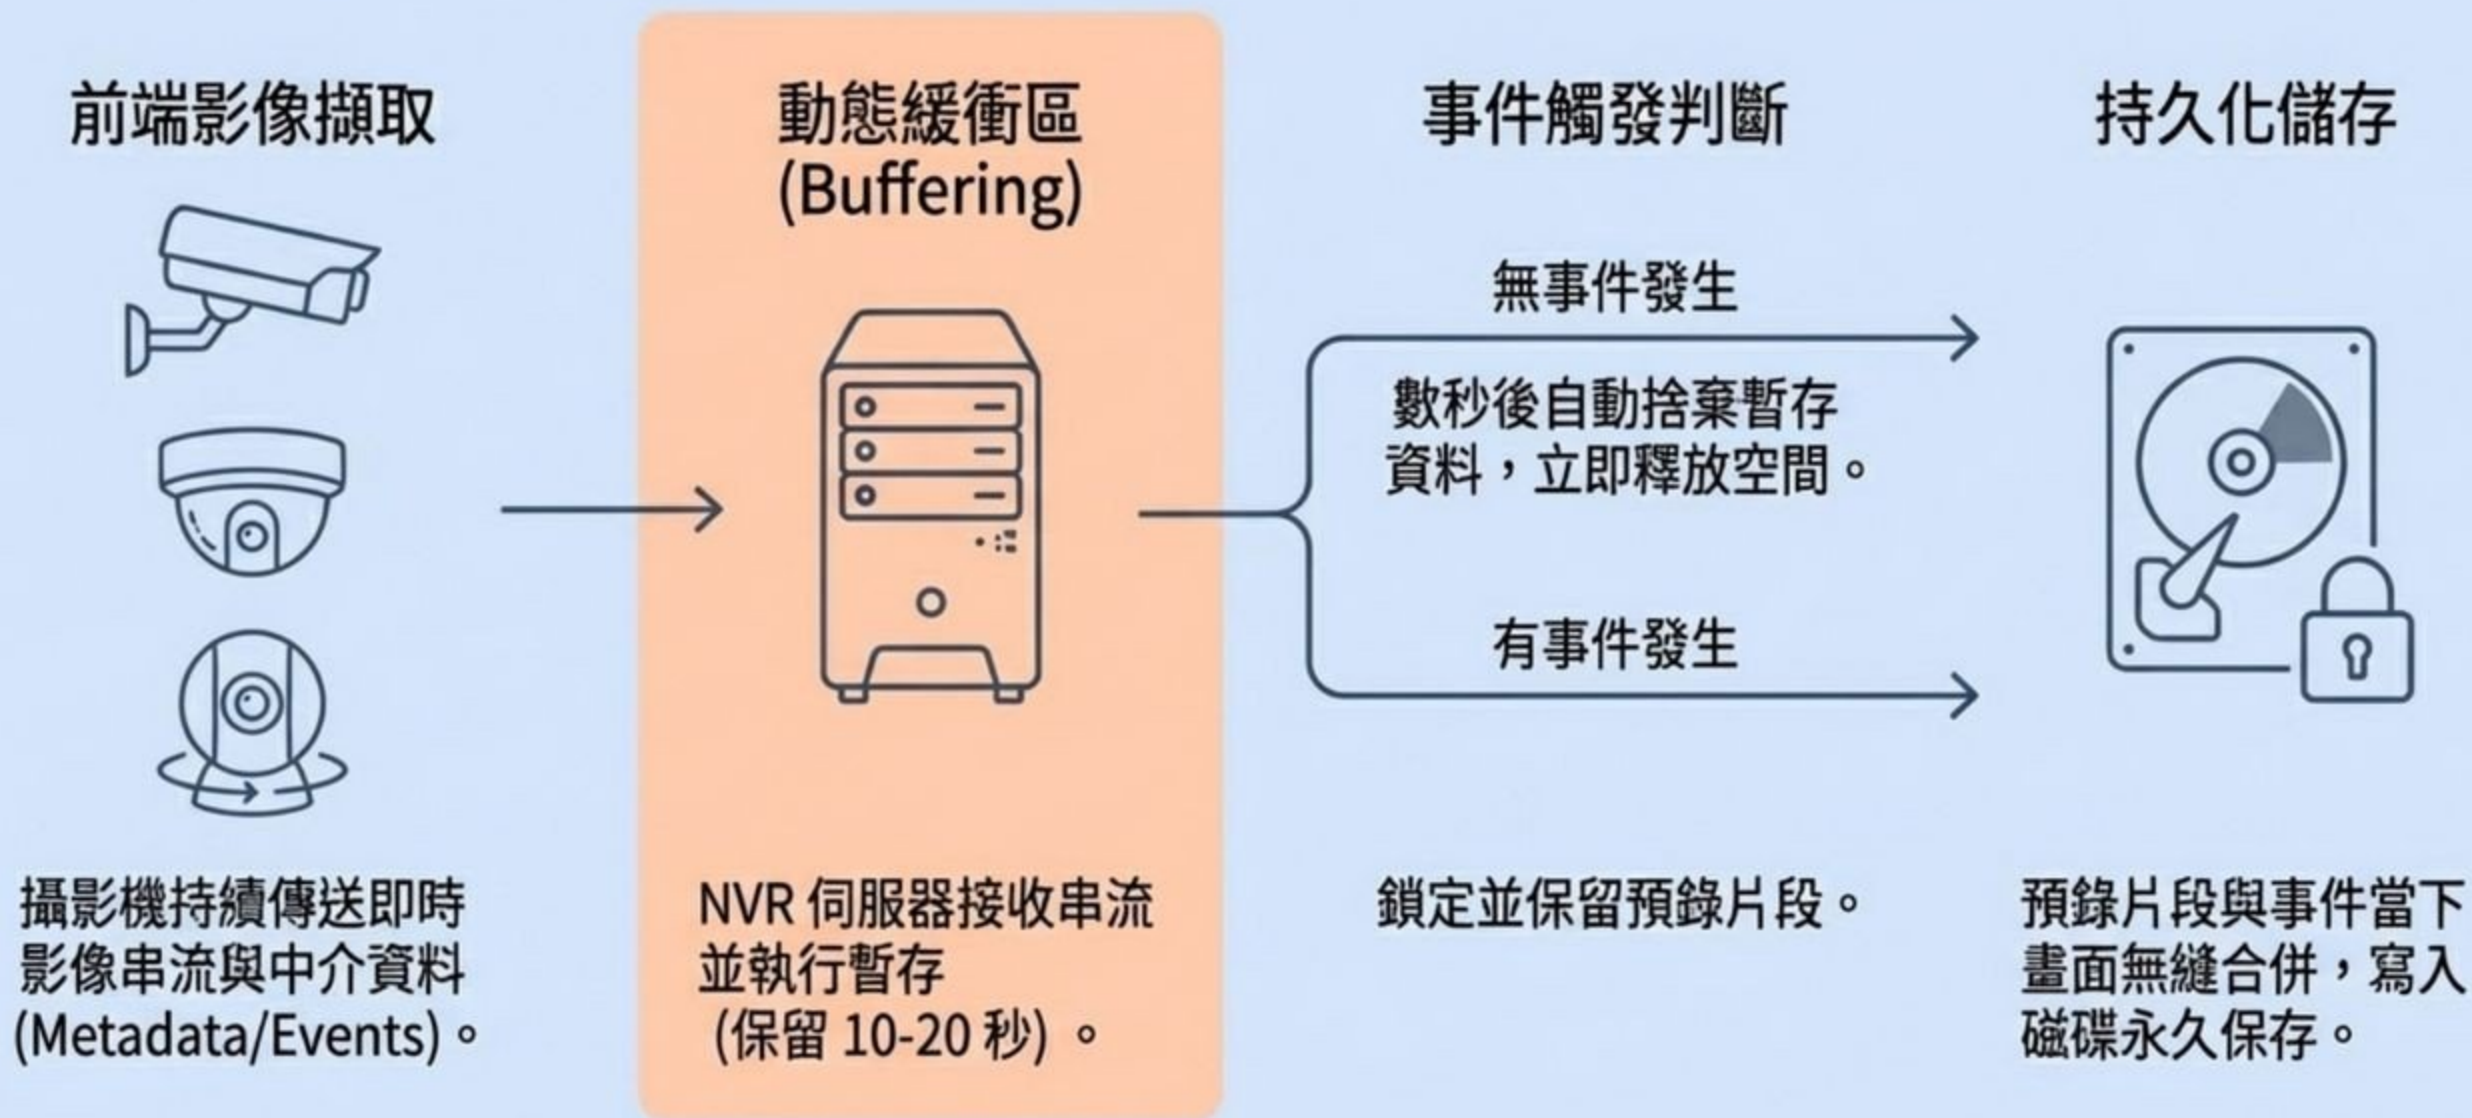 前端影像擷取
攝影機持續傳送即時
影像串流與中介資料
(Metadata/Events)。
動態緩衝區
(Buffering)
NVR 伺服器接收串流
並執行暫存
(保留 10-20 秒) 。
事件觸發判斷
無事件發生
數秒後自動捨棄暫存
資料，立即釋放空間。
有事件發生
鎖定並保留預錄片段。
持久化儲存
預錄片段與事件當下
畫面無縫合併，寫入
磁碟永久保存。